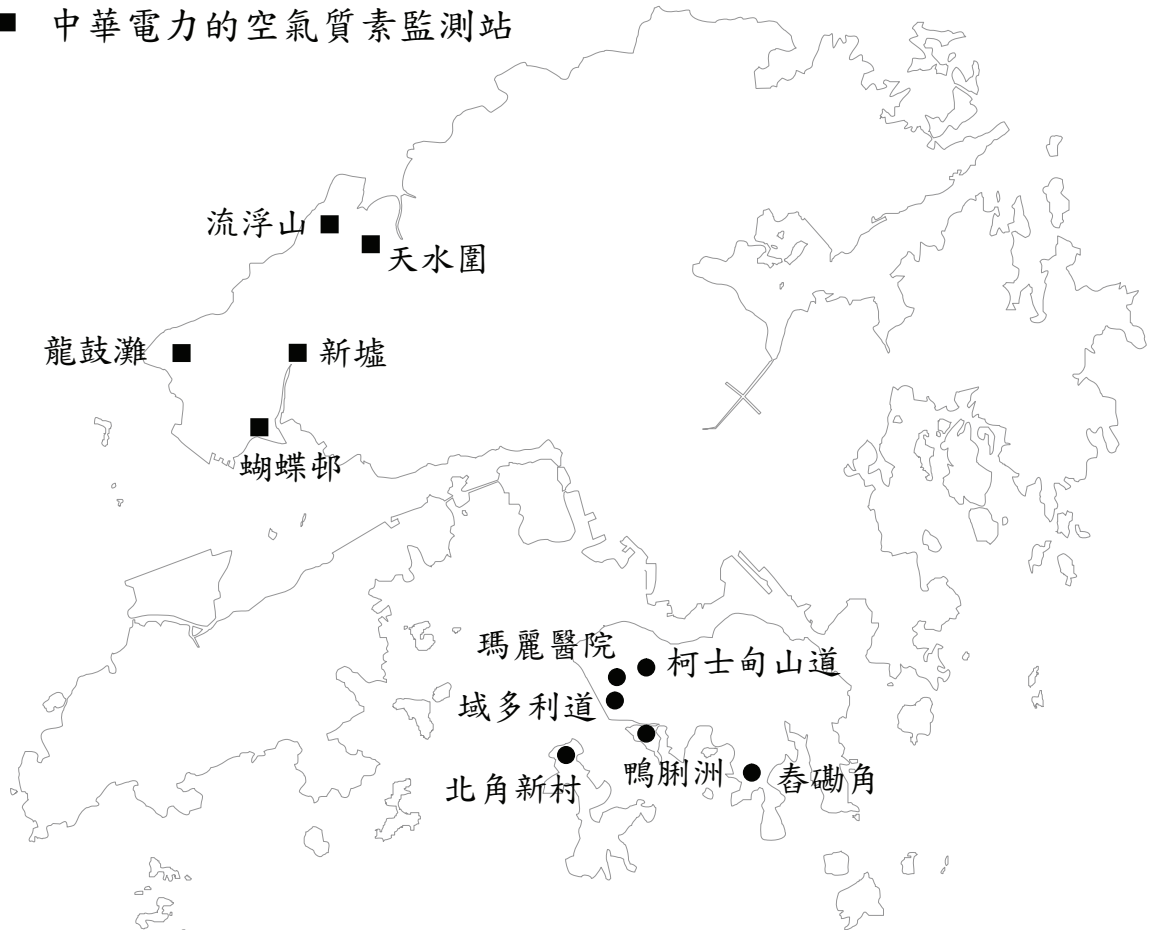 中華電力的空氣質素監測站
流浮山
天水圍
龍鼓灘
新墟
蝴蝶邨
瑪麗醫院
柯士甸山道
域多利道
鴨脷洲
舂磡角
北角新村